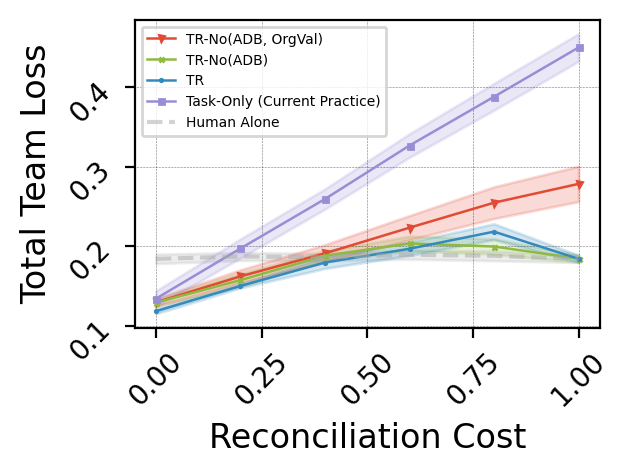 Total Team Loss
0.4
0.3
0.2
0.1
TR-No(ADB, OrgVal)
TR-No(ADB)
TR
Task-Only (Current Practice)
Human Alone
0.00
0.25
0.50
0.75
1.00
Reconciliation Cost